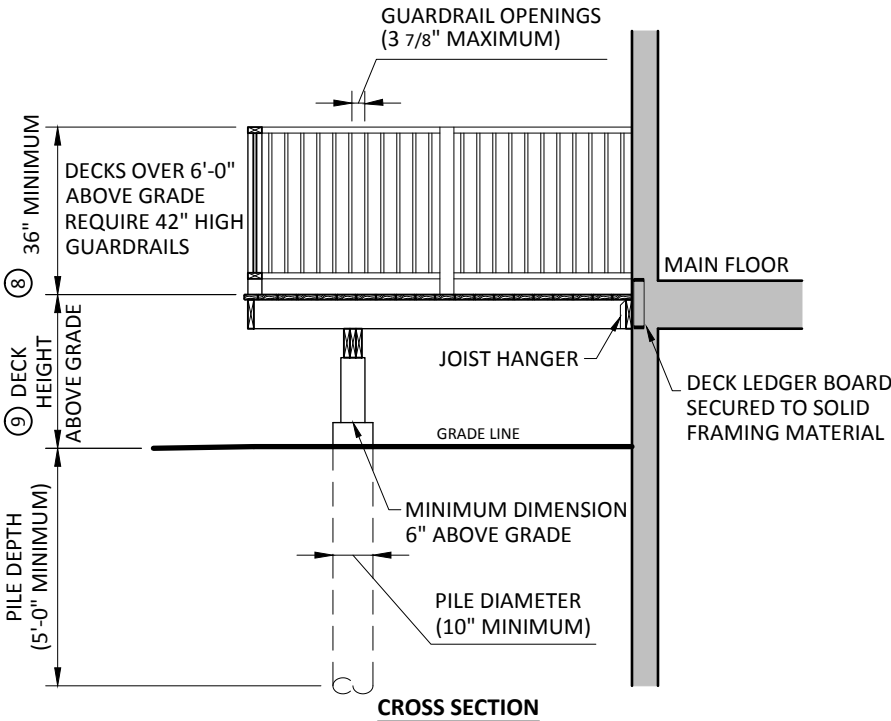 GUARDRAIL OPENINGS
(3 7/8" MAXIMUM)
36" MINIMUM
DECKS OVER 6'-0"
ABOVE GRADE
REQUIRE 42" HIGH
GUARDRAILS
8
MAIN FLOOR
9 DECK
HEIGHT
ABOVE GRADE
JOIST HANGER
DECK LEDGER BOARD
SECURED TO SOLID
FRAMING MATERIAL
GRADE LINE
MINIMUM DIMENSION
6" ABOVE GRADE
PILE DEPTH
(5'-0" MINIMUM)
PILE DIAMETER
(10" MINIMUM)
CROSS SECTION